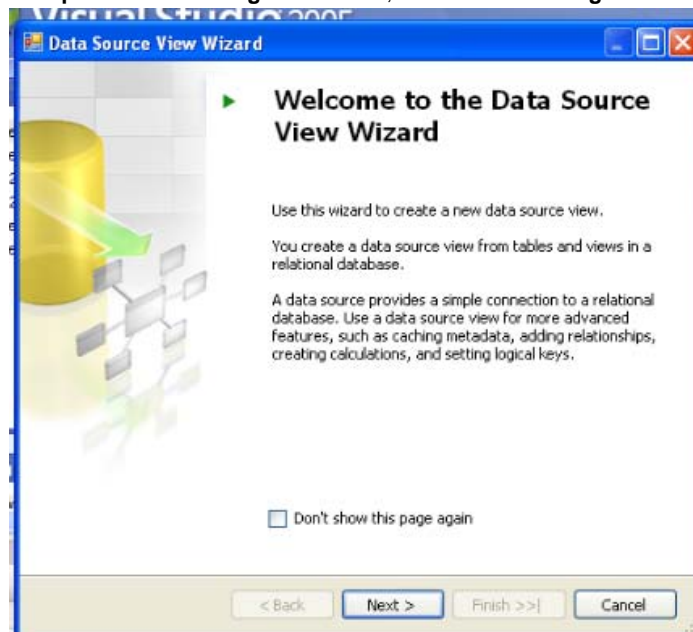 Visual Studio 2005
Data Source View Wizard
Welcome to the Data Source
View Wizard
Use this wizard to create a new data source view.
You create a data source view from tables and views in a
relational database.
A data source provides a simple connection to a relational
database. Use a data source view for more advanced
features, such as caching metadata, adding relationships,
creating calculations, and setting logical keys.
Don't show this page again
< Back Next > Finish >>| Cancel